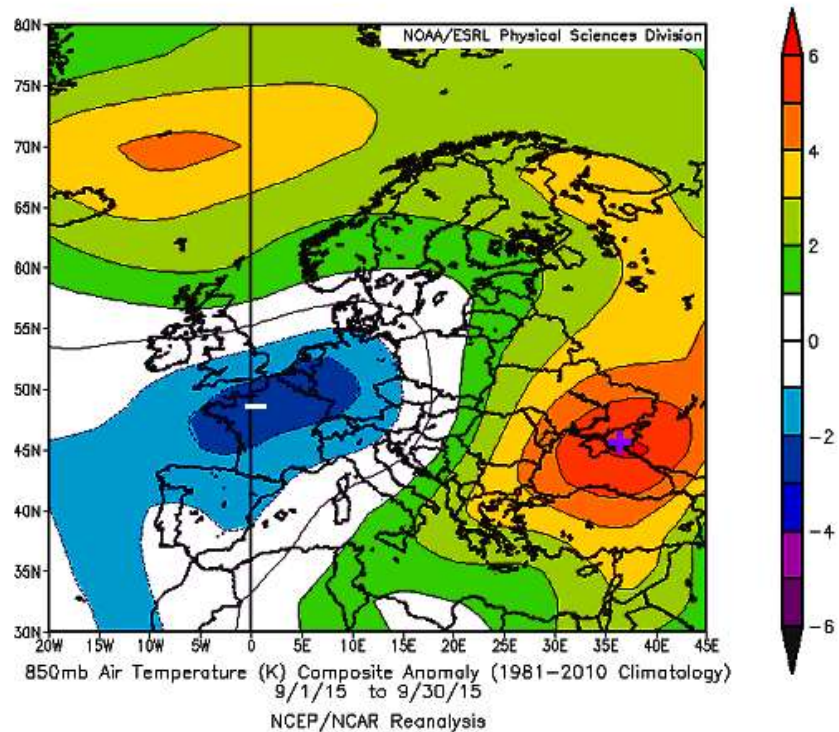 NOAA/ESRL Physical Sciences Division
80N
75N
70N
65N
60N
55N
50N
45N
40N
35N
30N
20W 15W 10W 5W 0 5E 10E 15E 20E 25E 30E 35E 40E 45E
6
4
2
0
-2
-4
-6
850mb Air Temperature (K) Composite Anomaly (1981-2010 Climatology)
9/1/15 to 9/30/15
NCEP/NCAR Reanalysis